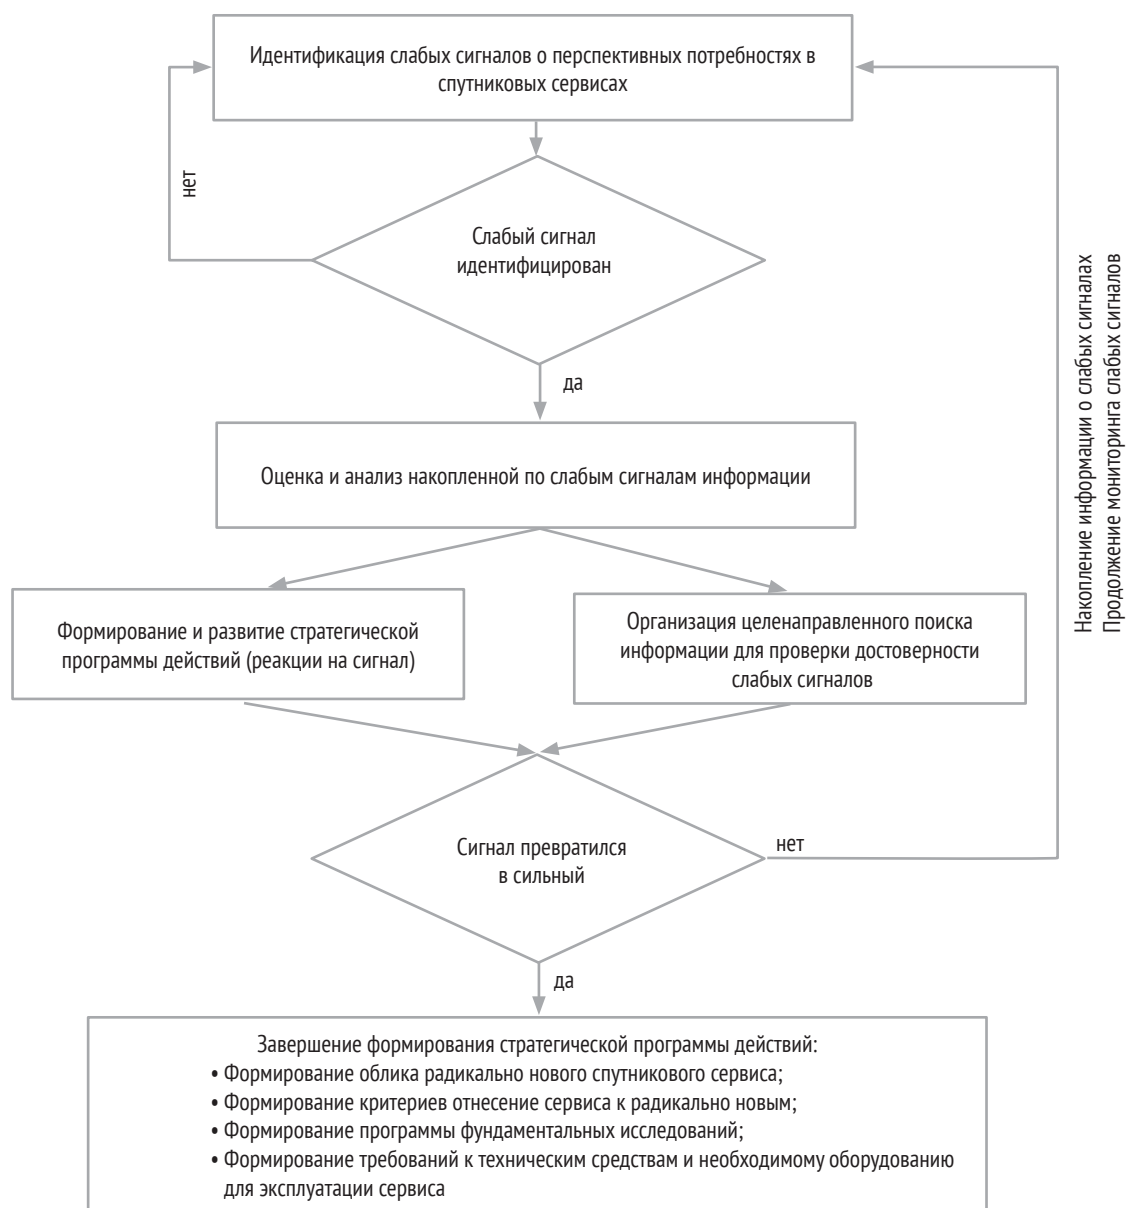 Идентификация слабых сигналов о перспективных потребностях в
спутниковых сервисах
нет
Слабый сигнал
идентифицирован
да
Оценка и анализ накопленной по слабым сигналам информации
Формирование и развитие стратегической
программы действий (реакции на сигнал)
Организация целенаправленного поиска
информации для проверки достоверности
слабых сигналов
Накопление информации о слабых сигналах
Продолжение мониторинга слабых сигналов
Сигнал превратился
в сильный
нет
да
Завершение формирования стратегической программы действий:
• Формирование облика радикально нового спутникового сервиса;
• Формирование критериев отнесение сервиса к радикально новым;
• Формирование программы фундаментальных исследований;
• Формирование требований к техническим средствам и необходимому оборудованию
для эксплуатации сервиса